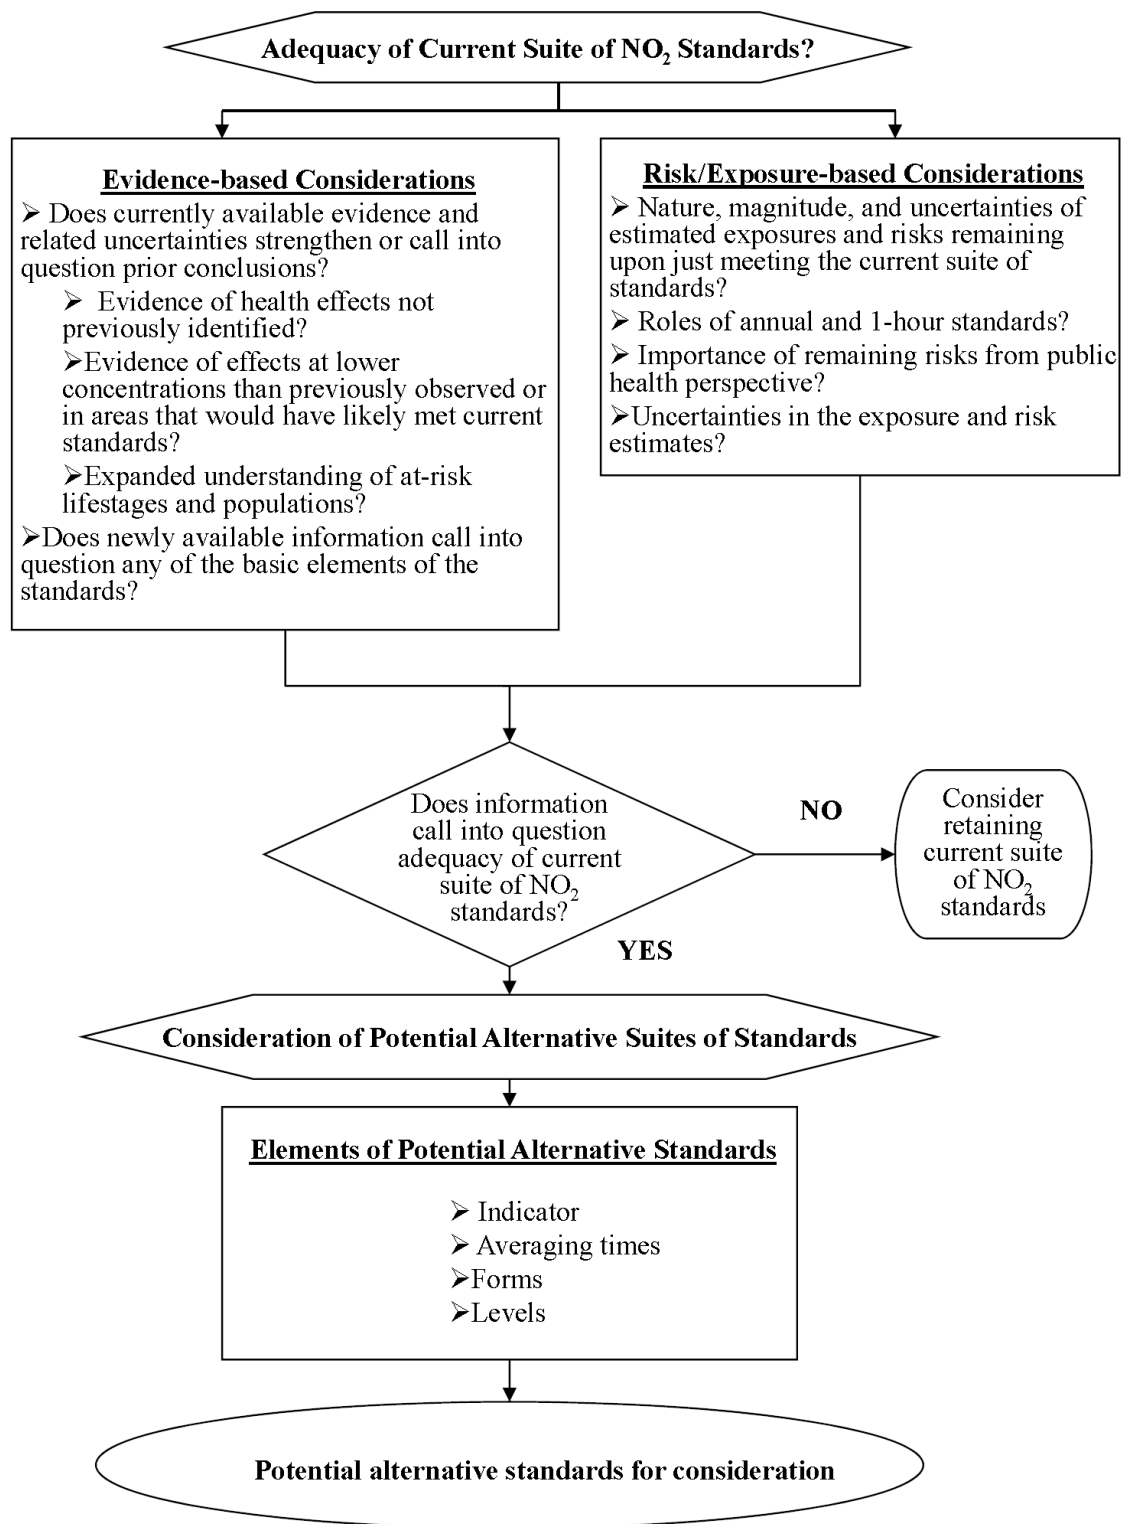 Adequacy of Current Suite of NO₂ Standards?
Evidence-based Considerations
➢ Does currently available evidence and
related uncertainties strengthen or call into
question prior conclusions?
➢ Evidence of health effects not
previously identified?
➢Evidence of effects at lower
concentrations than previously observed or
in areas that would have likely met current
standards?
➢Expanded understanding of at-risk
lifestages and populations?
➢Does newly available information call into
question any of the basic elements of the
standards?
Risk/Exposure-based Considerations
➢ Nature, magnitude, and uncertainties of
estimated exposures and risks remaining
upon just meeting the current suite of
standards?
➢ Roles of annual and 1-hour standards?
➢ Importance of remaining risks from public
health perspective?
➢Uncertainties in the exposure and risk
estimates?
Does information
call into question
adequacy of current
suite of NO₂
standards?
NO
Consider
retaining
current suite
of NO₂
standards
YES
Consideration of Potential Alternative Suites of Standards
Elements of Potential Alternative Standards
➢ Indicator
➢ Averaging times
➢Forms
➢Levels
Potential alternative standards for consideration